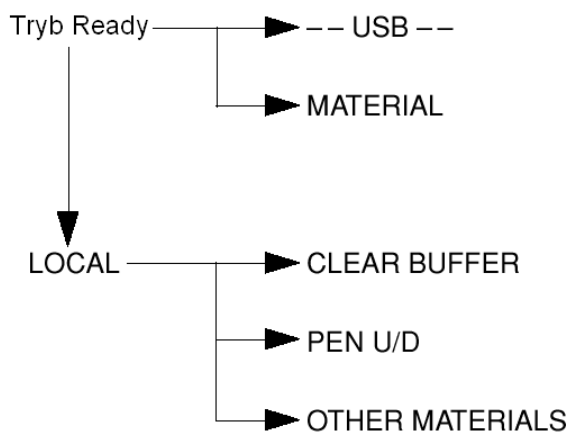 Tryb Ready
– – USB – –
MATERIAL
LOCAL
CLEAR BUFFER
PEN U/D
OTHER MATERIALS